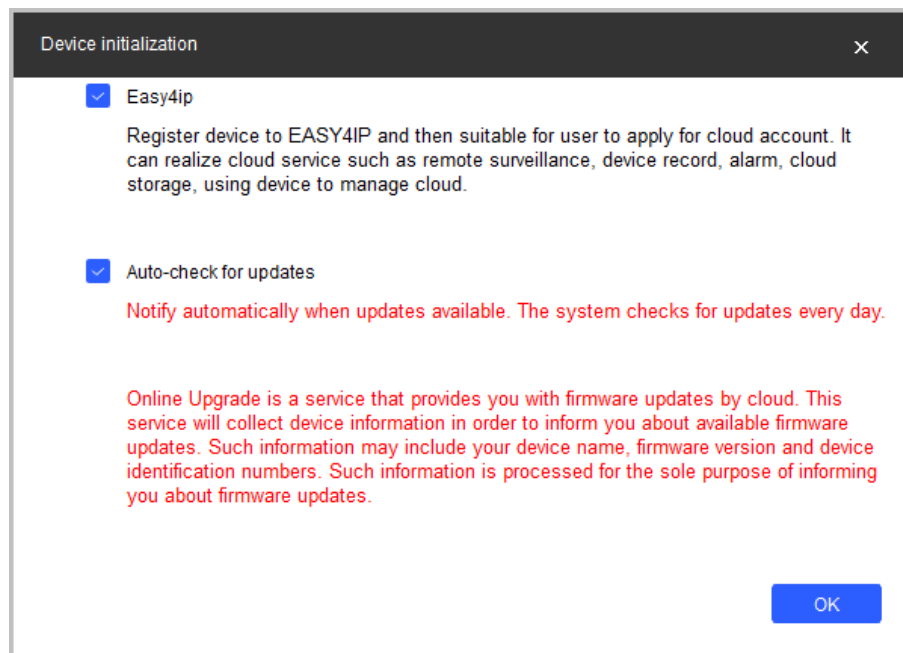 Device initialization
Easy4ip
Register device to EASY4IP and then suitable for user to apply for cloud account. It
can realize cloud service such as remote surveillance, device record, alarm, cloud
storage, using device to manage cloud.
Auto-check for updates
Notify automatically when updates available. The system checks for updates every day.
Online Upgrade is a service that provides you with firmware updates by cloud. This
service will collect device information in order to inform you about available firmware
updates. Such information may include your device name, firmware version and device
identification numbers. Such information is processed for the sole purpose of informing
you about firmware updates.
OK